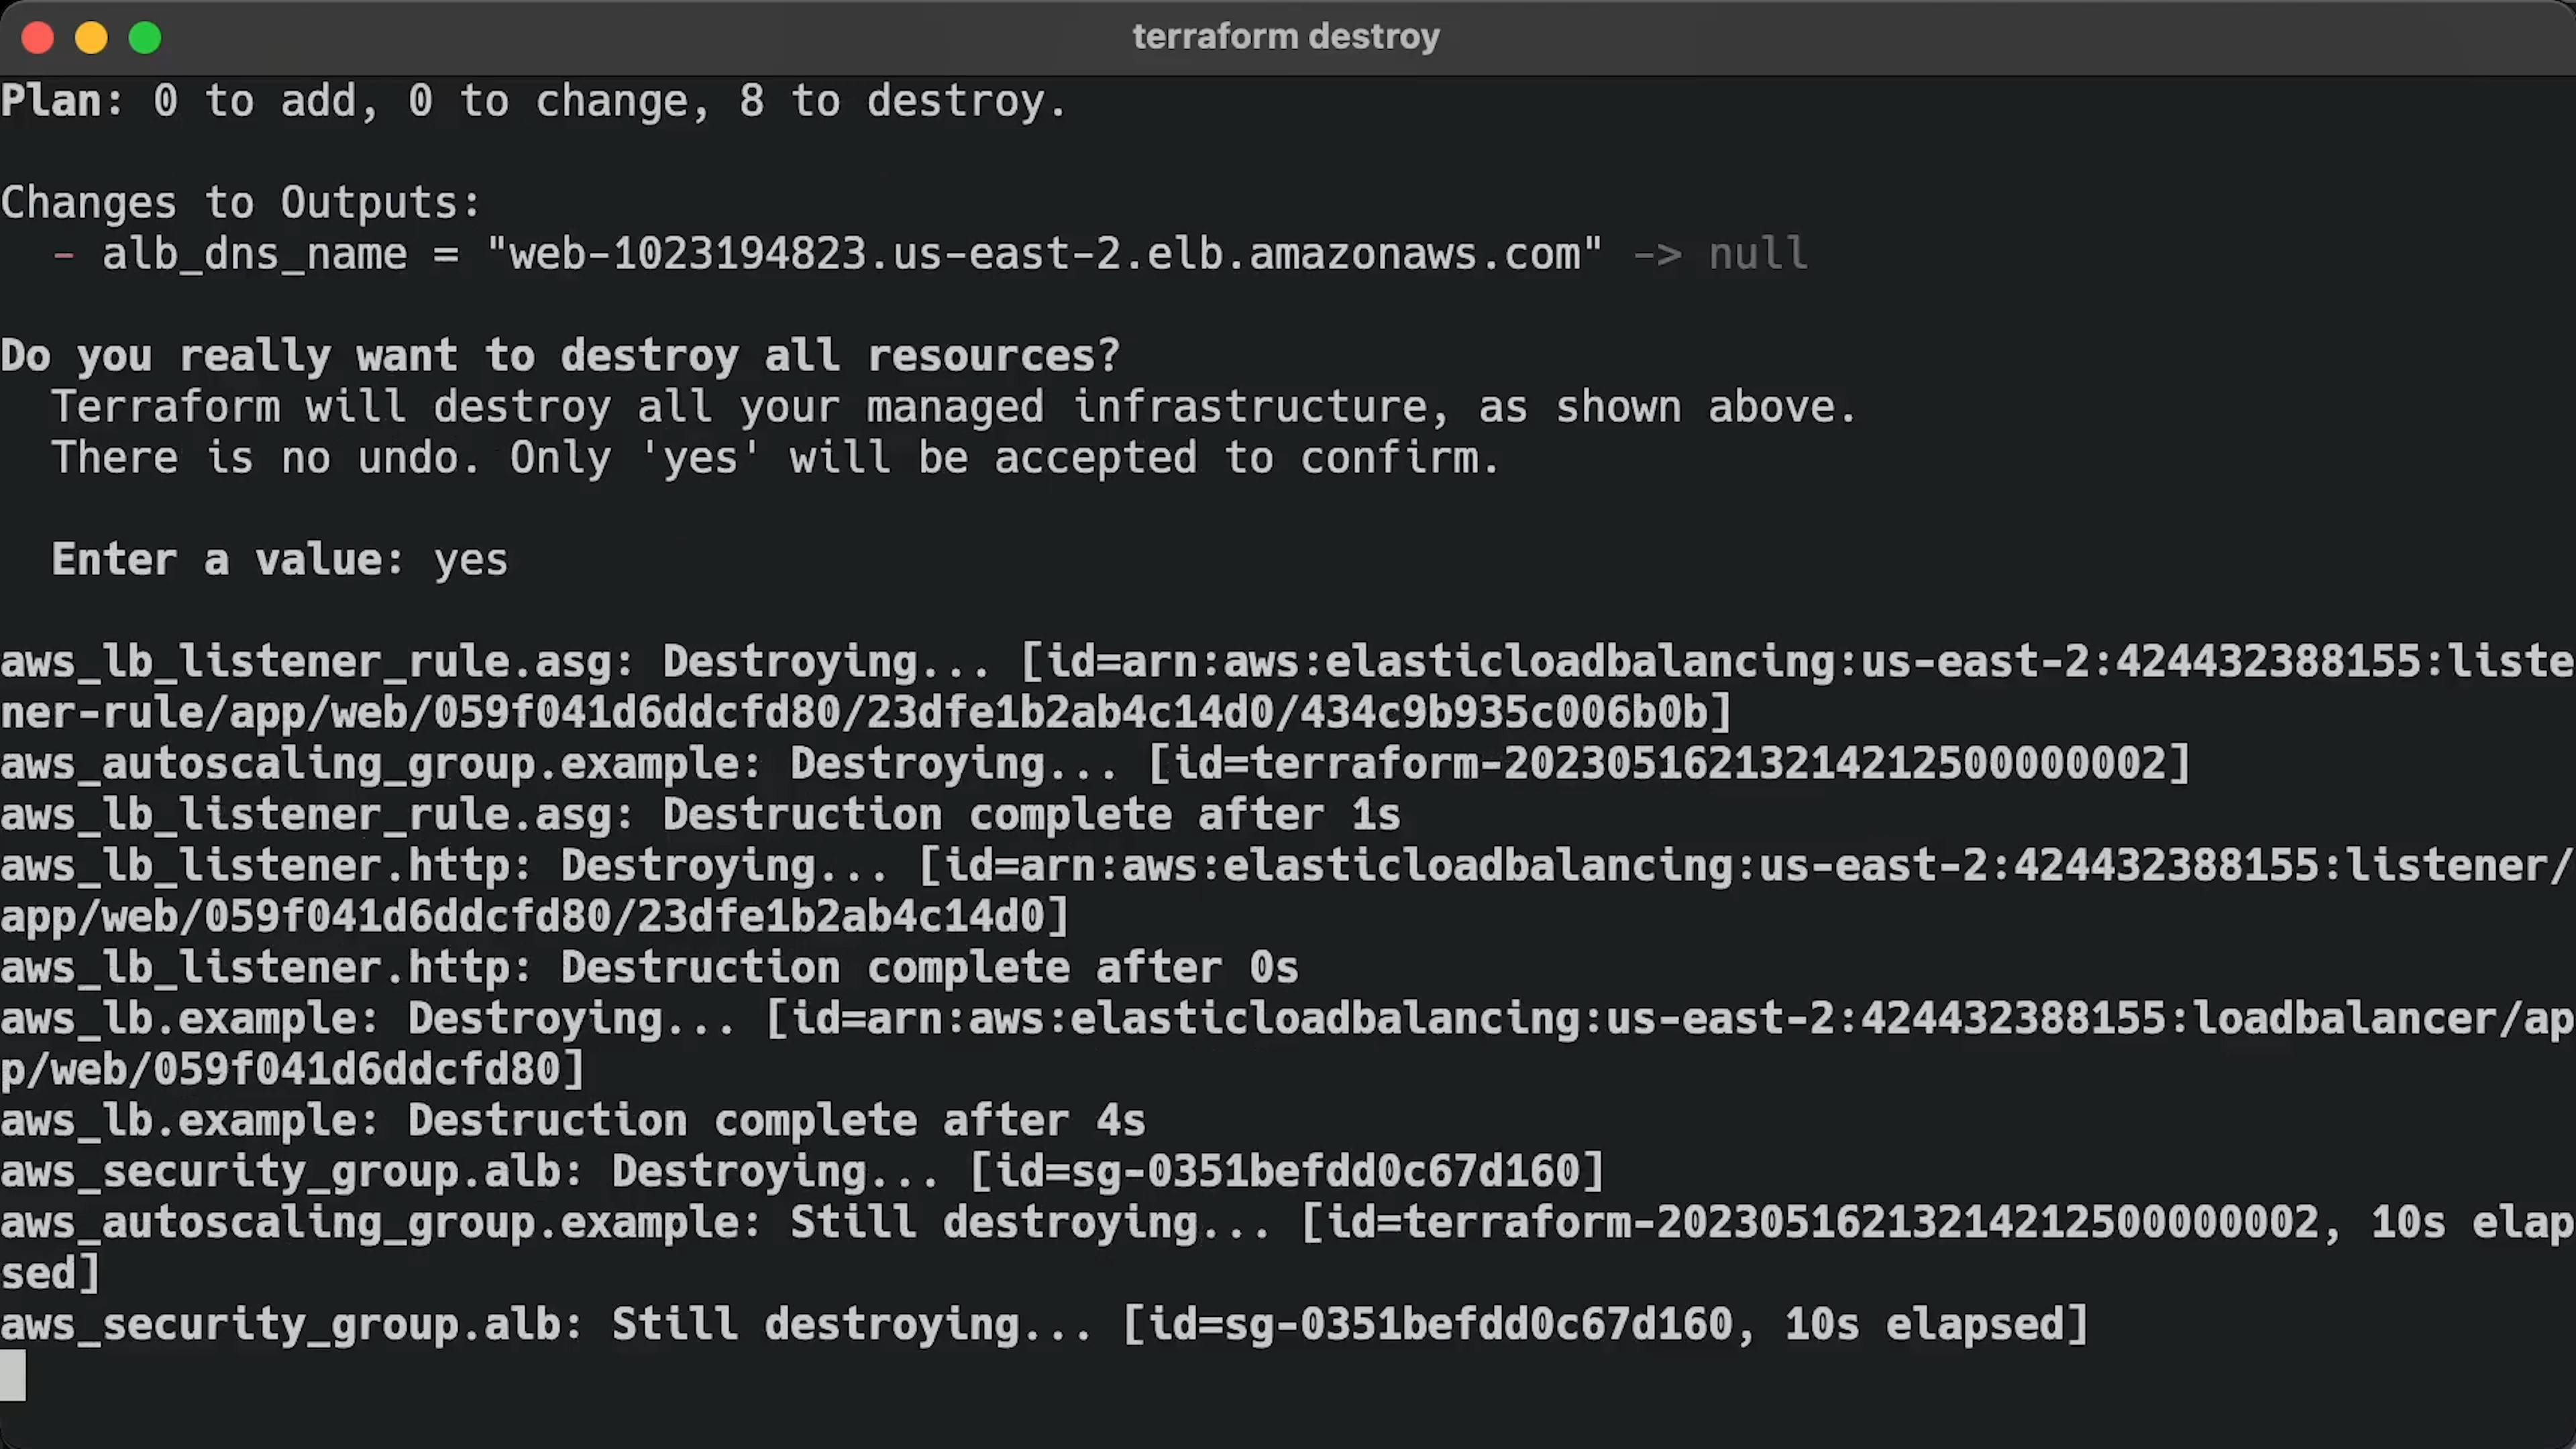 terraform destroy
Plan: 0 to add, 0 to change, 8 to destroy.
Changes to Outputs:
- alb_dns_name = "web-1023194823.us-east-2.elb.amazonaws.com" -> null
Do you really want to destroy all resources?
Terraform will destroy all your managed infrastructure, as shown above.
There is no undo. Only 'yes' will be accepted to confirm.
Enter a value: yes
aws_lb_listener_rule.asg: Destroying... [id=arn:aws:elasticloadbalancing:us-east-2:424432388155:liste
ner-rule/app/web/059f041d6ddcfd80/23dfe1b2ab4c14d0/434c9b935c006b0b]
aws_autoscaling_group.example: Destroying... [id=terraform-20230516213214212500000002]
aws_lb_listener_rule.asg: Destruction complete after 1s
aws_lb_listener.http: Destroying... [id=arn:aws:elasticloadbalancing:us-east-2:424432388155:listener/
app/web/059f041d6ddcfd80/23dfe1b2ab4c14d0]
aws_lb_listener.http: Destruction complete after 0s
aws_lb.example: Destroying... [id=arn:aws:elasticloadbalancing:us-east-2:424432388155:loadbalancer/ap
p/web/059f041d6ddcfd80]
aws_lb.example: Destruction complete after 4s
aws_security_group.alb: Destroying... [id=sg-0351befdd0c67d160]
aws_autoscaling_group.example: Still destroying... [id=terraform-20230516213214212500000002, 10s elap
sed]
aws_security_group.alb: Still destroying... [id=sg-0351befdd0c67d160, 10s elapsed]